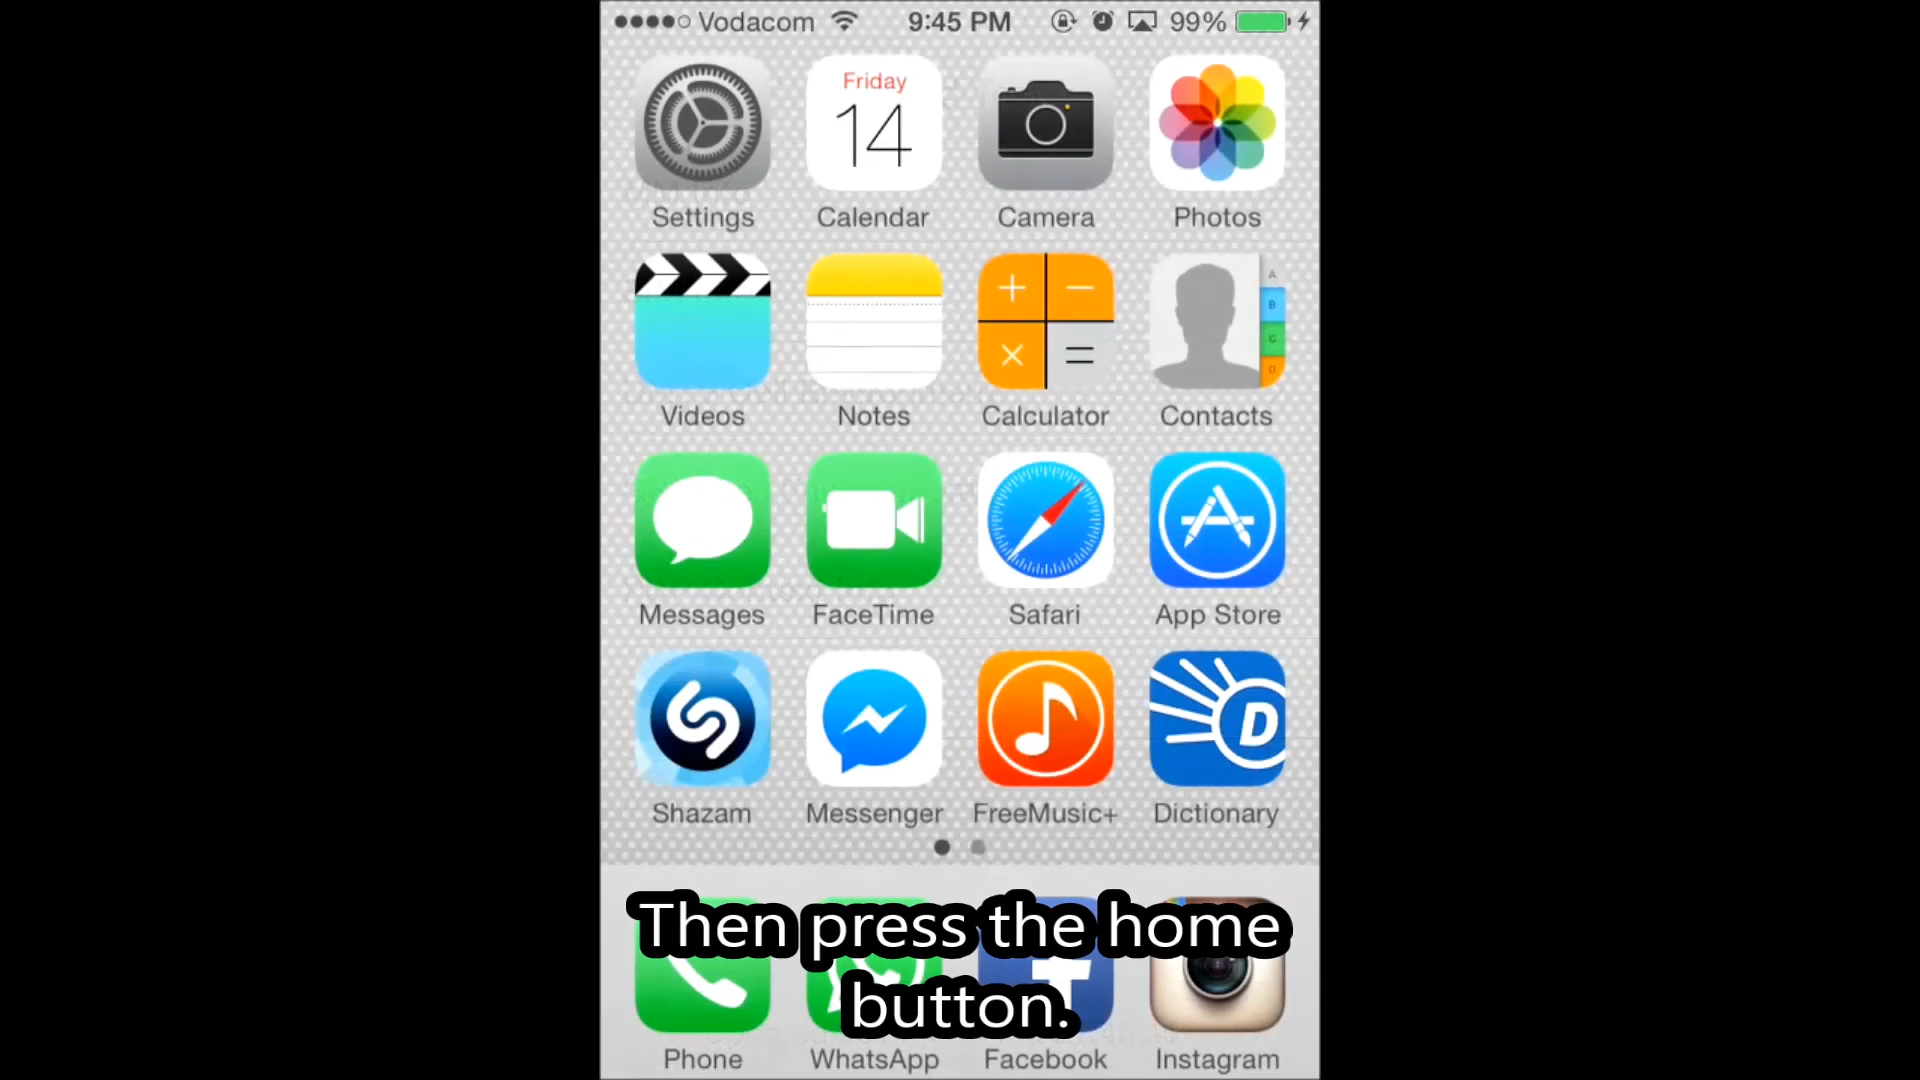 Vodacom 9:45 PM 99%
Friday
14
Settings Calendar Camera Photos
A
B
G
D
Videos Notes Calculator Contacts
Messages FaceTime Safari App Store
D
Shazam Messenger FreeMusic+ Dictionary
Then press the home
button.
Phone WhatsApp Facebook Instagram